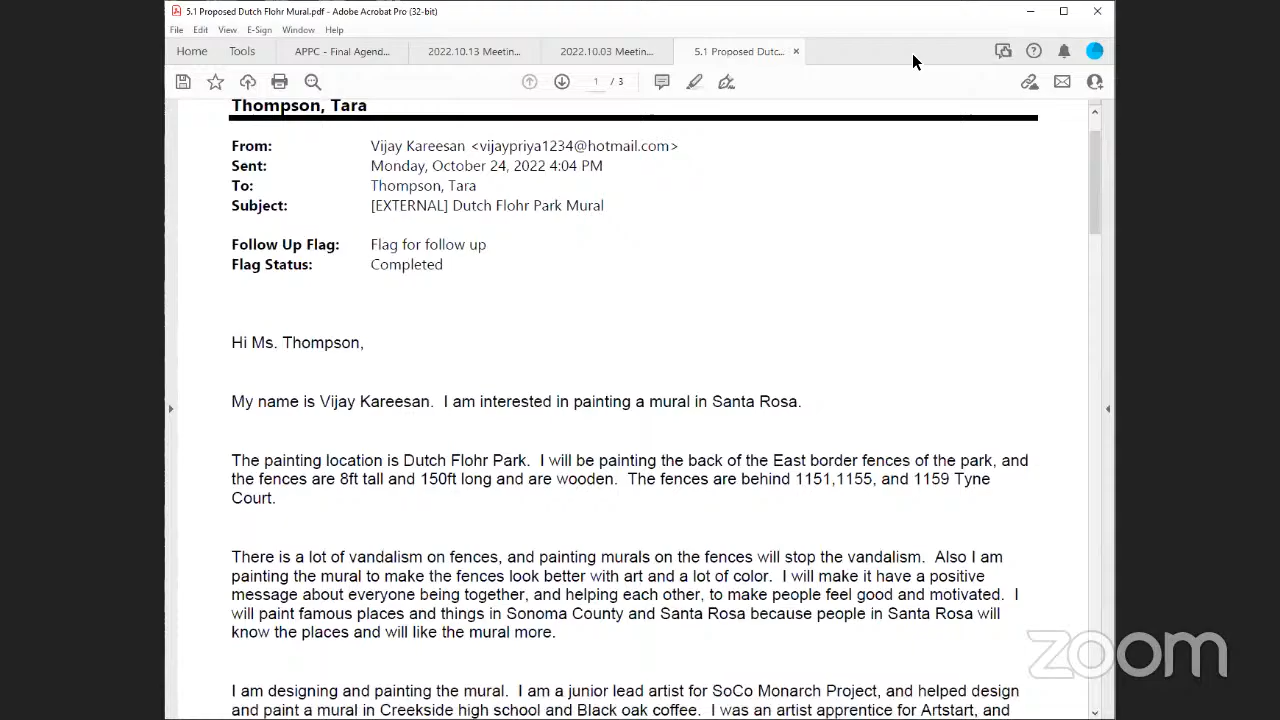 5.1 Proposed Dutch Flohr Mural.pdf - Adobe Acrobat Pro (32-bit)
File Edit View E-Sign Window Help
Home Tools APPC - Final Agend... 2022.10.13 Meetin... 2022.10.03 Meetin... 5.1 Proposed Dutc... ×
1 / 3
Thompson, Tara
From: Vijay Kareesan <vijaypriya1234@hotmail.com>
Sent: Monday, October 24, 2022 4:04 PM
To: Thompson, Tara
Subject: [EXTERNAL] Dutch Flohr Park Mural
Follow Up Flag: Flag for follow up
Flag Status: Completed
Hi Ms. Thompson,
My name is Vijay Kareesan. I am interested in painting a mural in Santa Rosa.
The painting location is Dutch Flohr Park. I will be painting the back of the East border fences of the park, and
the fences are 8ft tall and 150ft long and are wooden. The fences are behind 1151,1155, and 1159 Tyne
Court.
There is a lot of vandalism on fences, and painting murals on the fences will stop the vandalism. Also I am
painting the mural to make the fences look better with art and a lot of color. I will make it have a positive
message about everyone being together, and helping each other, to make people feel good and motivated. I
will paint famous places and things in Sonoma County and Santa Rosa because people in Santa Rosa will
know the places and will like the mural more.
I am designing and painting the mural. I am a junior lead artist for SoCo Monarch Project, and helped design
and paint a mural in Creekside high school and Black oak coffee. I was an artist apprentice for Artstart, and
zoom